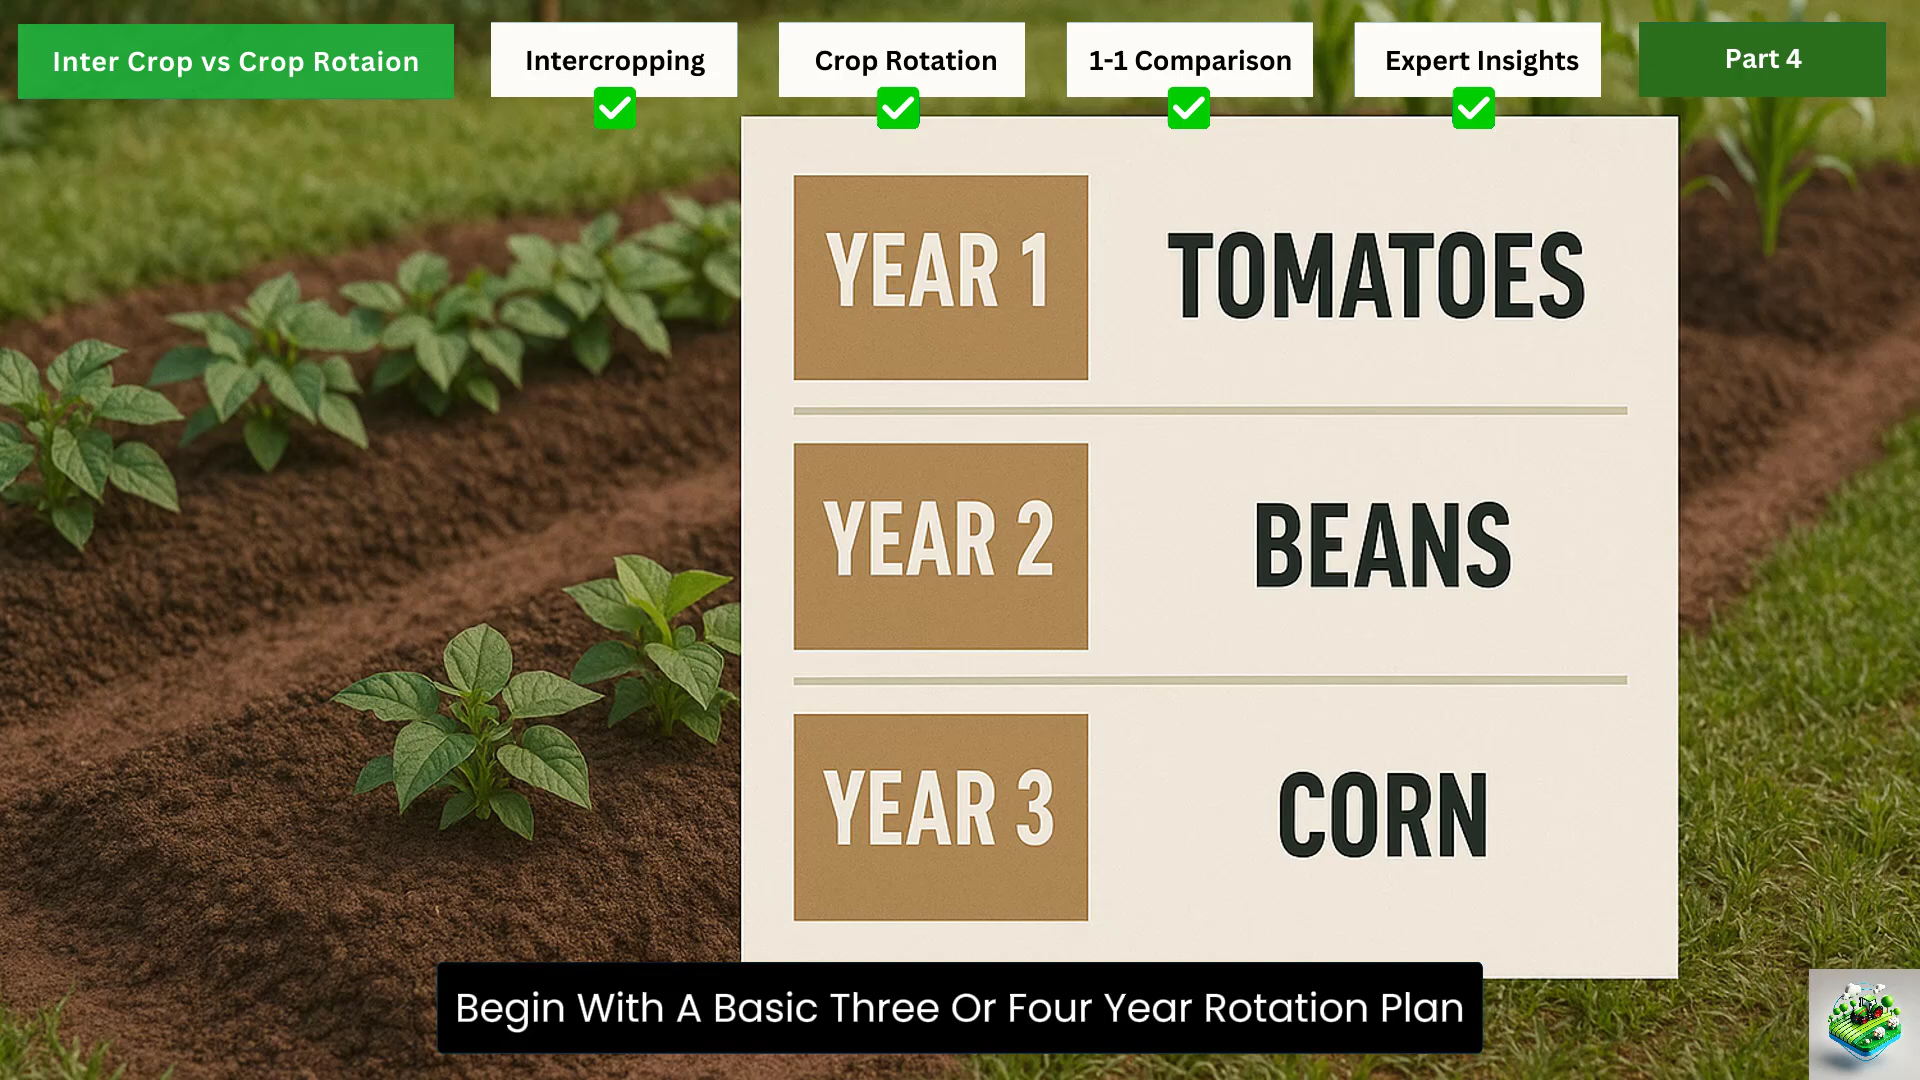 Inter Crop vs Crop Rotaion
Intercropping
Crop Rotation
1-1 Comparison
Expert Insights
Part 4
YEAR 1
TOMATOES
YEAR 2
BEANS
YEAR 3
CORN
Begin With A Basic Three Or Four Year Rotation Plan